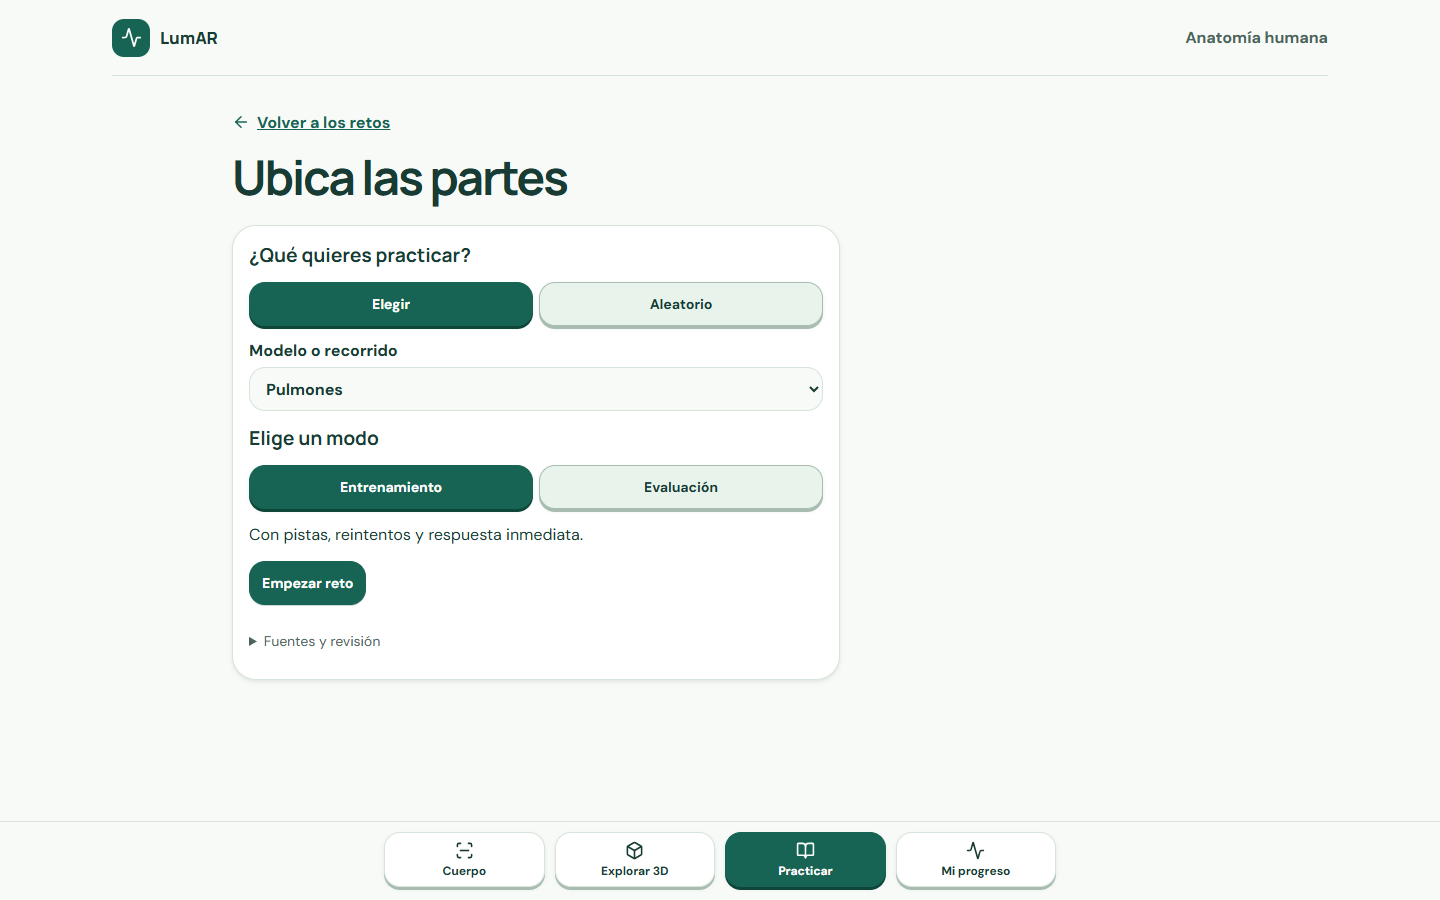 LumAR
Anatomía humana
Volver a los retos
Ubica las partes
¿Qué quieres practicar?
Elegir
Aleatorio
Modelo o recorrido
Pulmones
Elige un modo
Entrenamiento
Evaluación
Con pistas, reintentos y respuesta inmediata.
Empezar reto
Fuentes y revisión
Cuerpo
Explorar 3D
Practicar
Mi progreso